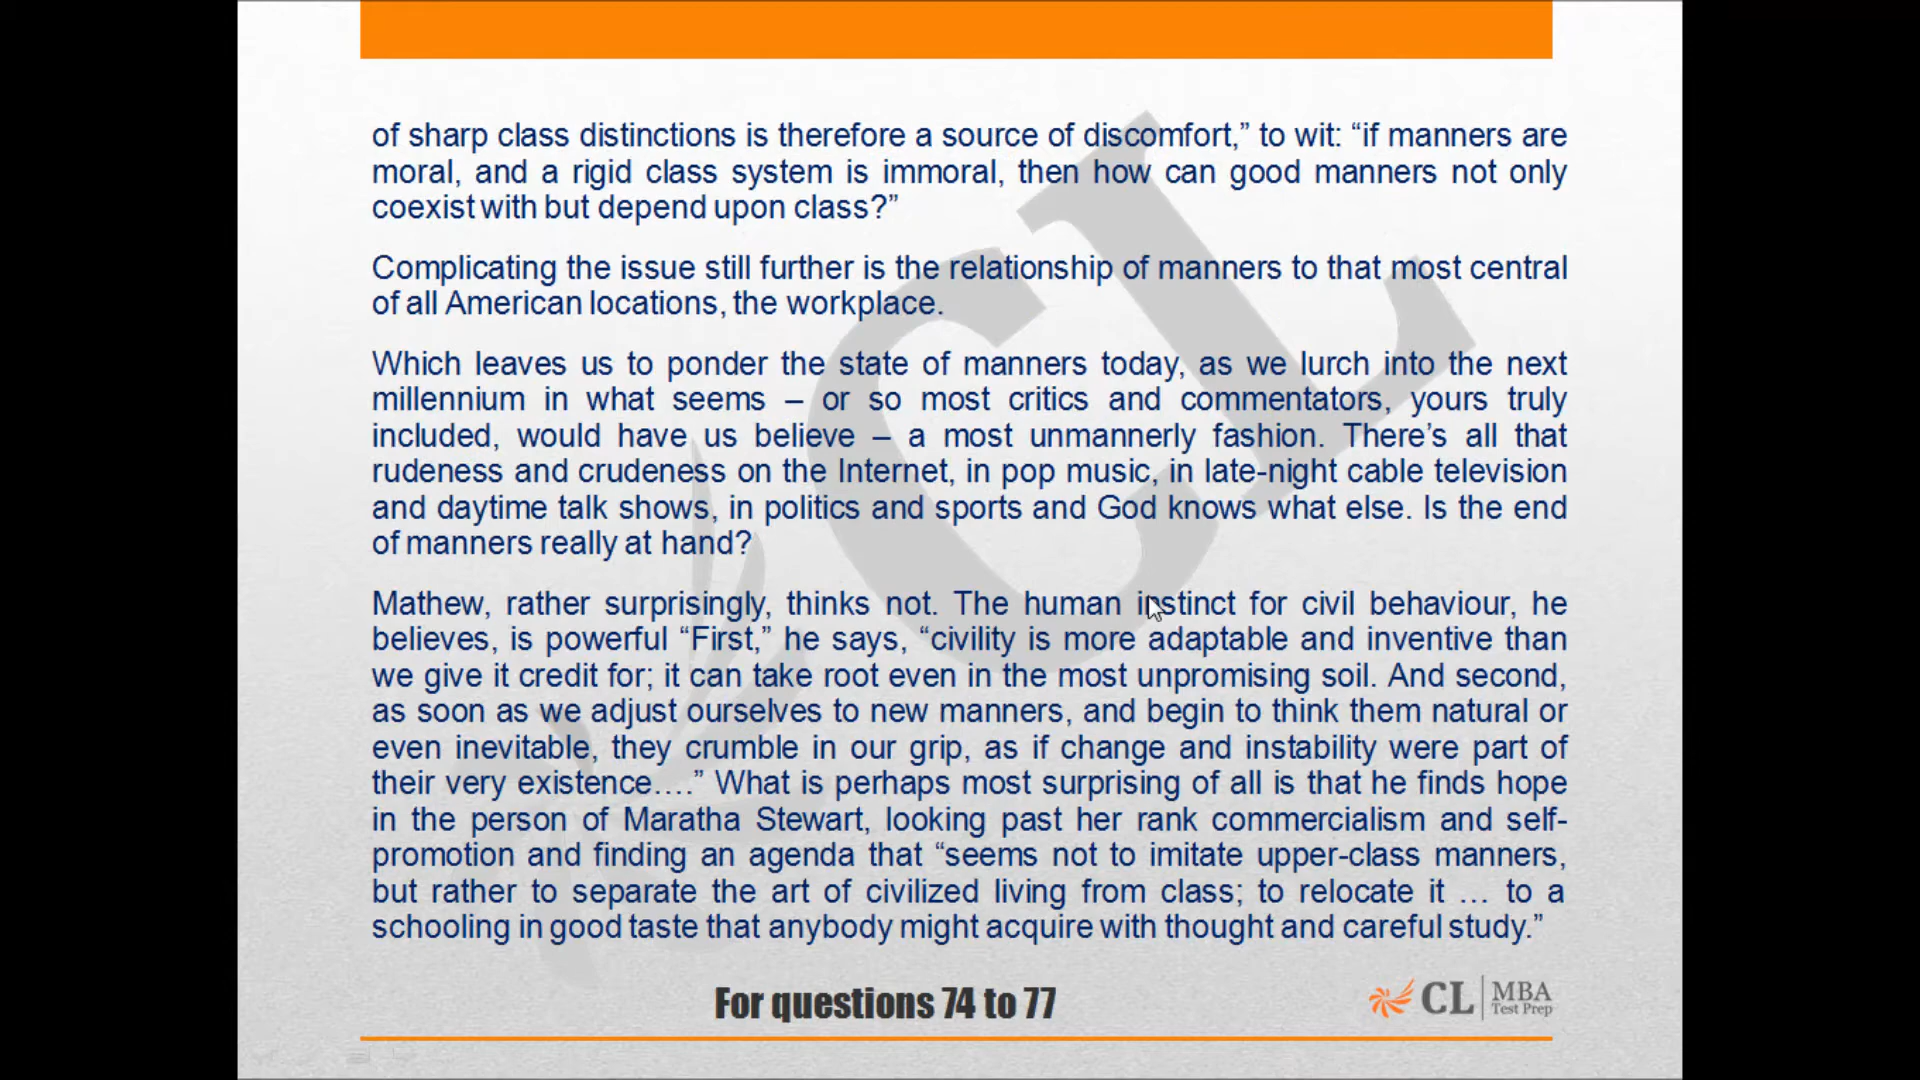 of sharp class distinctions is therefore a source of discomfort,” to wit: “if manners are
moral, and a rigid class system is immoral, then how can good manners not only
coexist with but depend upon class?”
Complicating the issue still further is the relationship of manners to that most central
of all American locations, the workplace.
Which leaves us to ponder the state of manners today, as we lurch into the next
millennium in what seems – or so most critics and commentators, yours truly
included, would have us believe – a most unmannerly fashion. There’s all that
rudeness and crudeness on the Internet, in pop music, in late-night cable television
and daytime talk shows, in politics and sports and God knows what else. Is the end
of manners really at hand?
Mathew, rather surprisingly, thinks not. The human instinct for civil behaviour, he
believes, is powerful “First,” he says, “civility is more adaptable and inventive than
we give it credit for; it can take root even in the most unpromising soil. And second,
as soon as we adjust ourselves to new manners, and begin to think them natural or
even inevitable, they crumble in our grip, as if change and instability were part of
their very existence….” What is perhaps most surprising of all is that he finds hope
in the person of Maratha Stewart, looking past her rank commercialism and self-
promotion and finding an agenda that “seems not to imitate upper-class manners,
but rather to separate the art of civilized living from class; to relocate it … to a
schooling in good taste that anybody might acquire with thought and careful study.”
For questions 74 to 77
CL MBA
Test Prep
CL